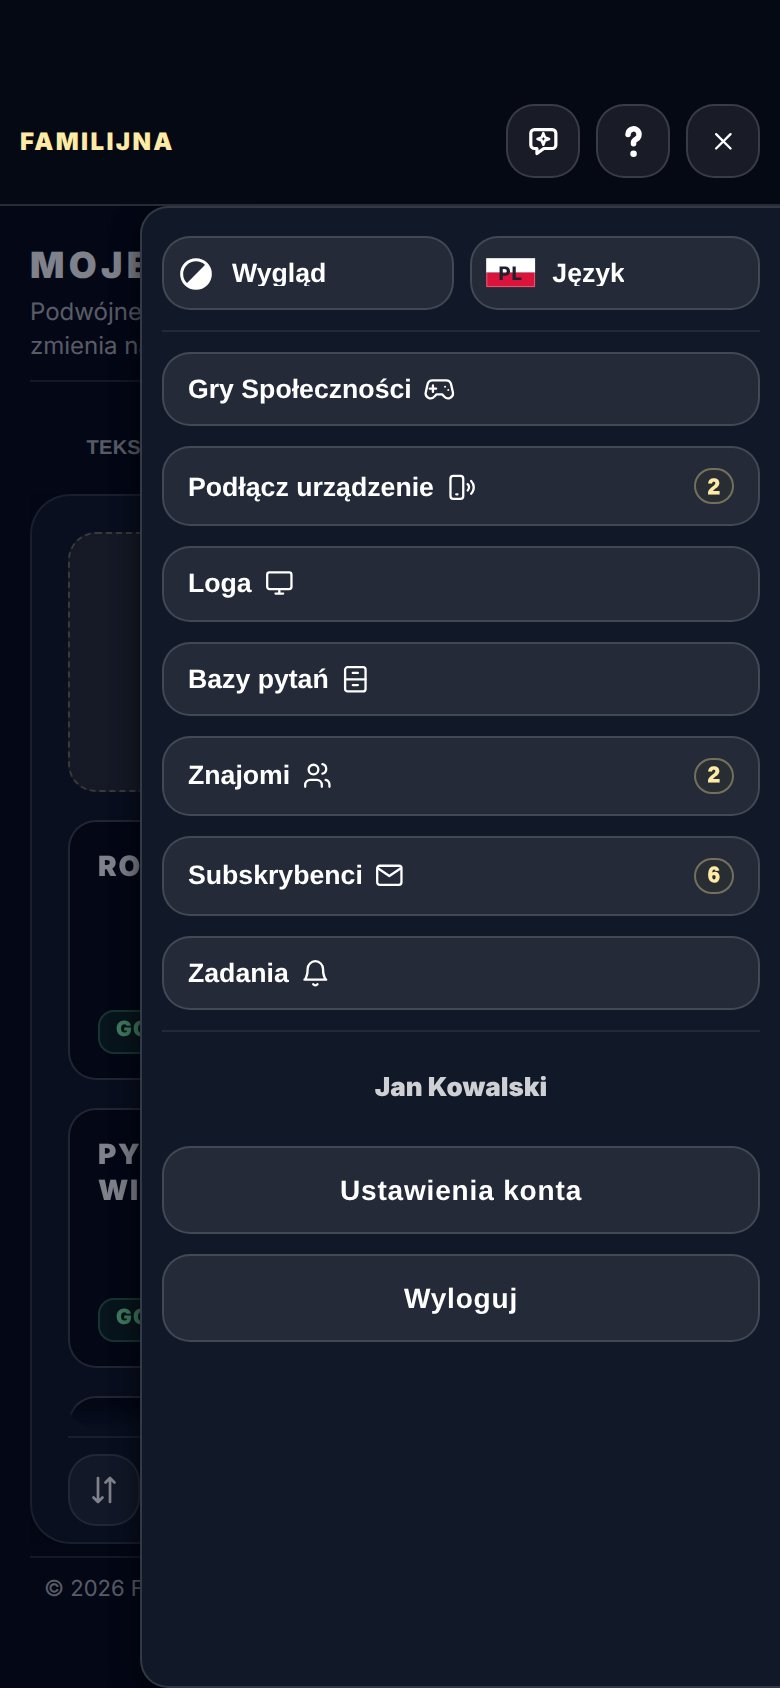 FAMILIJNA
?
MOJE
Podwójne
zmienia
TEKS
Wygląd
PL Język
Gry Społeczności
Podłącz urządzenie 2
Loga
Bazy pytań
Znajomi 2
Subskrybenci 6
Zadania
RO
GO
PY
WI
GO
Jan Kowalski
Ustawienia konta
Wyloguj
© 2026 F